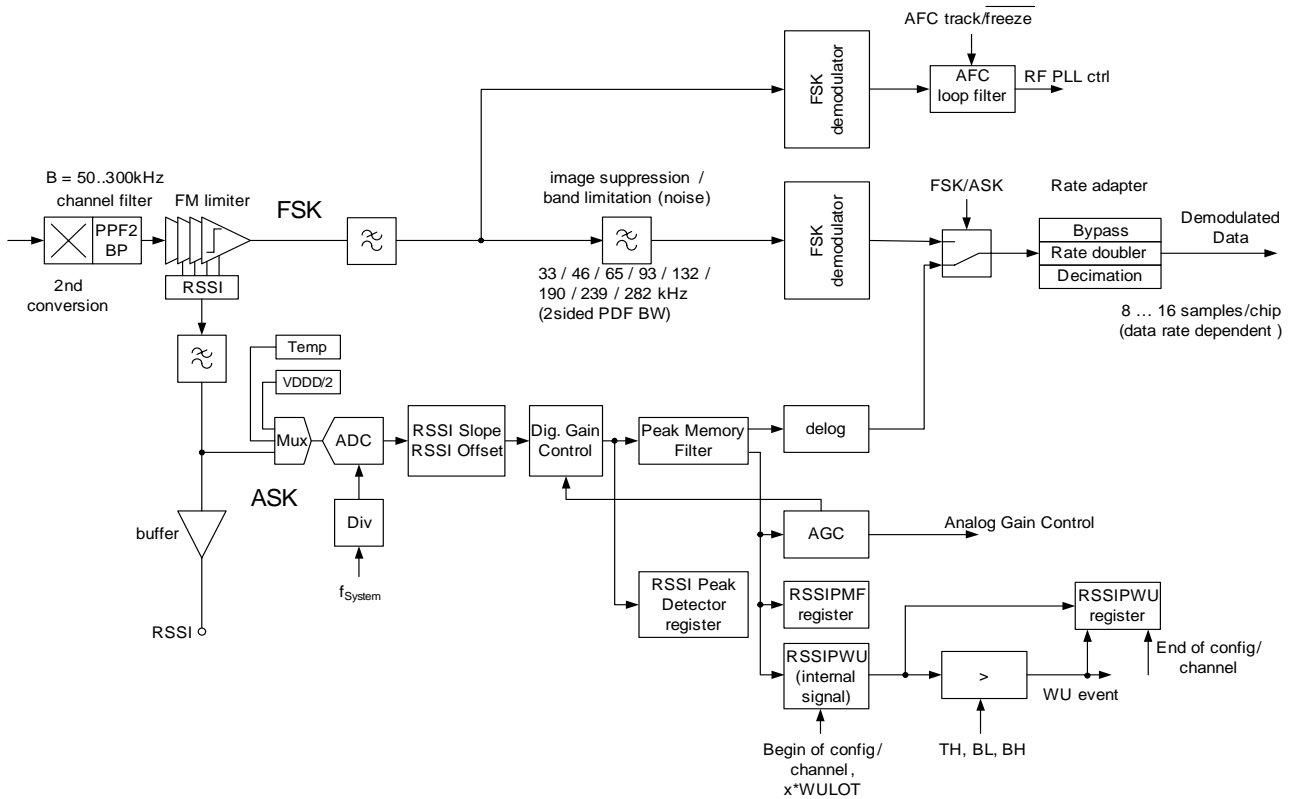 AFC track/freeze
FSK
demodulator
AFC
loop filter
RF PLL ctrl
B = 50..300kHz
channel filter
FM limiter
PPF2
BP
2nd
conversion
RSSI
FSK
image suppression /
band limitation (noise)
33 / 46 / 65 / 93 / 132 /
190 / 239 / 282 kHz
(2sided PDF BW)
FSK
demodulator
FSK/ASK
Rate adapter
Bypass
Rate doubler
Decimation
Demodulated
Data
8 ... 16 samples/chip
(data rate dependent )
Temp
VDDD/2
Mux
ADC
RSSI Slope
RSSI Offset
Dig. Gain
Control
Peak Memory
Filter
delog
ASK
Div
fSystem
buffer
RSSI
AGC
Analog Gain Control
RSSI Peak
Detector
register
RSSIPMF
register
RSSIPWU
(internal
signal)
Begin of config/
channel ,
x*WULOT
>
TH, BL, BH
WU event
RSSIPWU
register
End of config/
channel